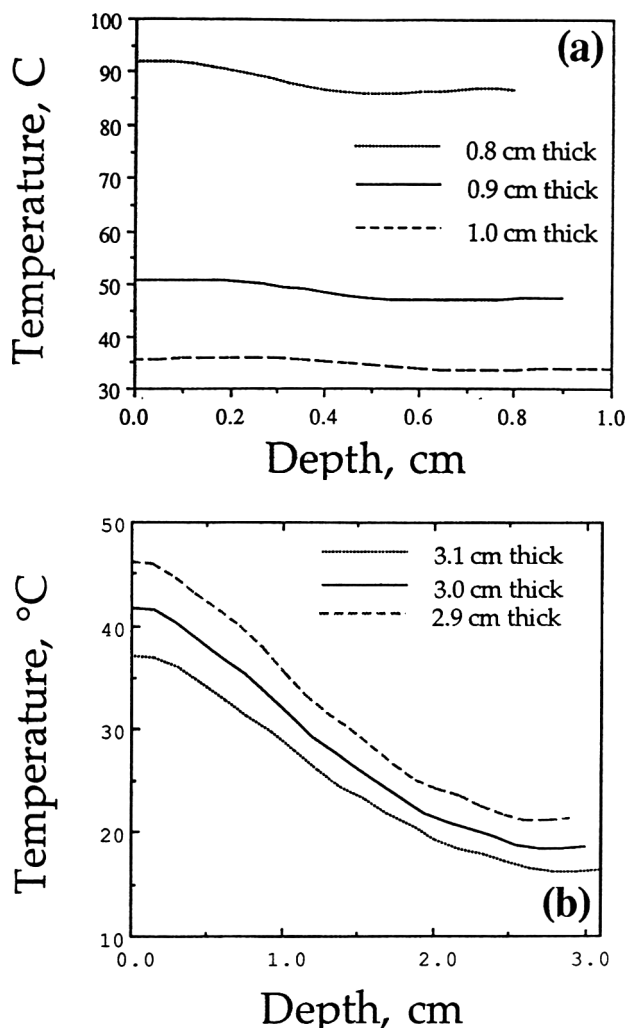 (a)
Temperature, C
100
90
80
70
60
50
40
30
0.8 cm thick
0.9 cm thick
1.0 cm thick
0.0 0.2 0.4 0.6 0.8 1.0
Depth, cm
(b)
Temperature, °C
50
40
30
20
10
3.1 cm thick
3.0 cm thick
2.9 cm thick
0.0 1.0 2.0 3.0
Depth, cm